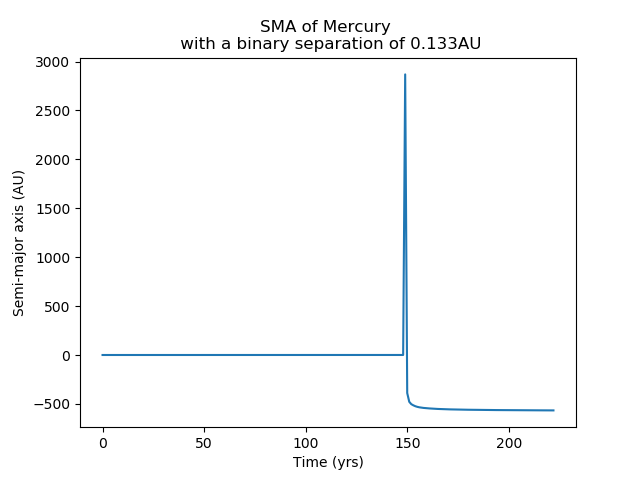 SMA of Mercury
with a binary separation of 0.133AU
3000
2500
2000
1500
1000
500
0
−500
Semi-major axis (AU)
0 50 100 150 200
Time (yrs)